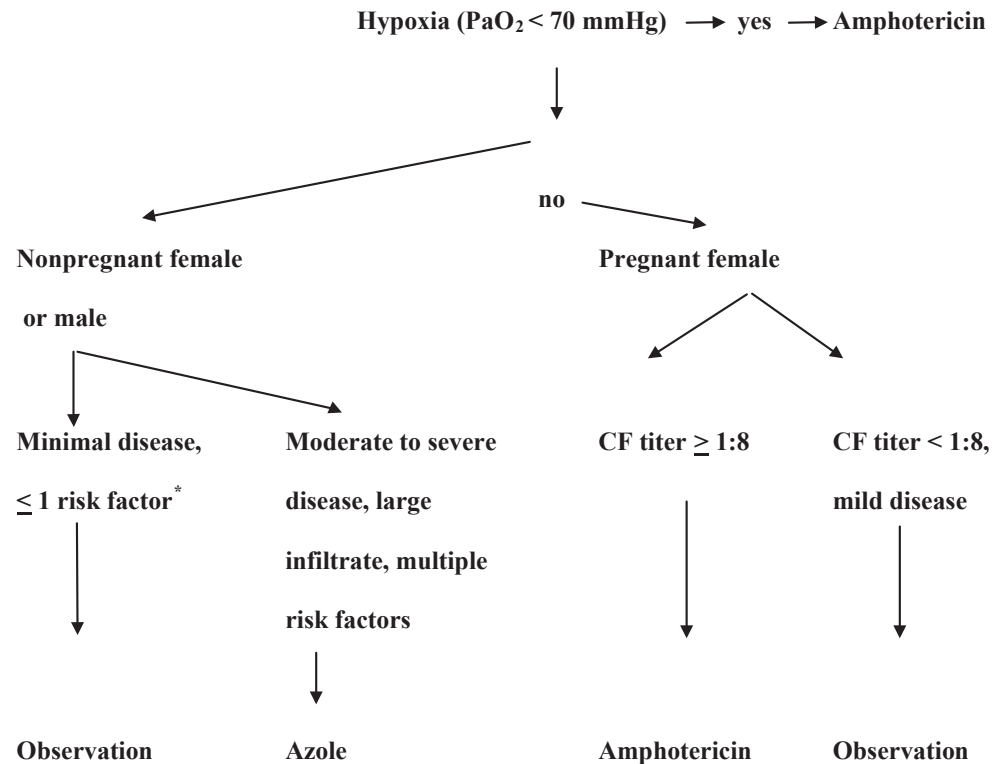 Hypoxia (PaO₂ < 70 mmHg) → yes → Amphotericin
no
Nonpregnant female
or male
Pregnant female
Minimal disease,
≤ 1 risk factor*
Moderate to severe
disease, large
infiltrate, multiple
risk factors
CF titer ≥ 1:8
CF titer < 1:8,
mild disease
Observation
Azole
Amphotericin
Observation